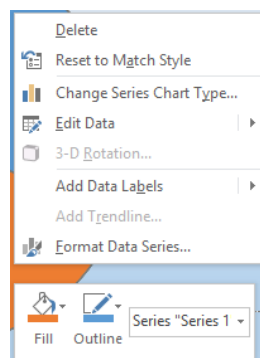 Delete
Reset to Match Style
Change Series Chart Type...
Edit Data
3-D Rotation...
Add Data Labels
Add Trendline...
Format Data Series...
Series "Series 1
Fill Outline